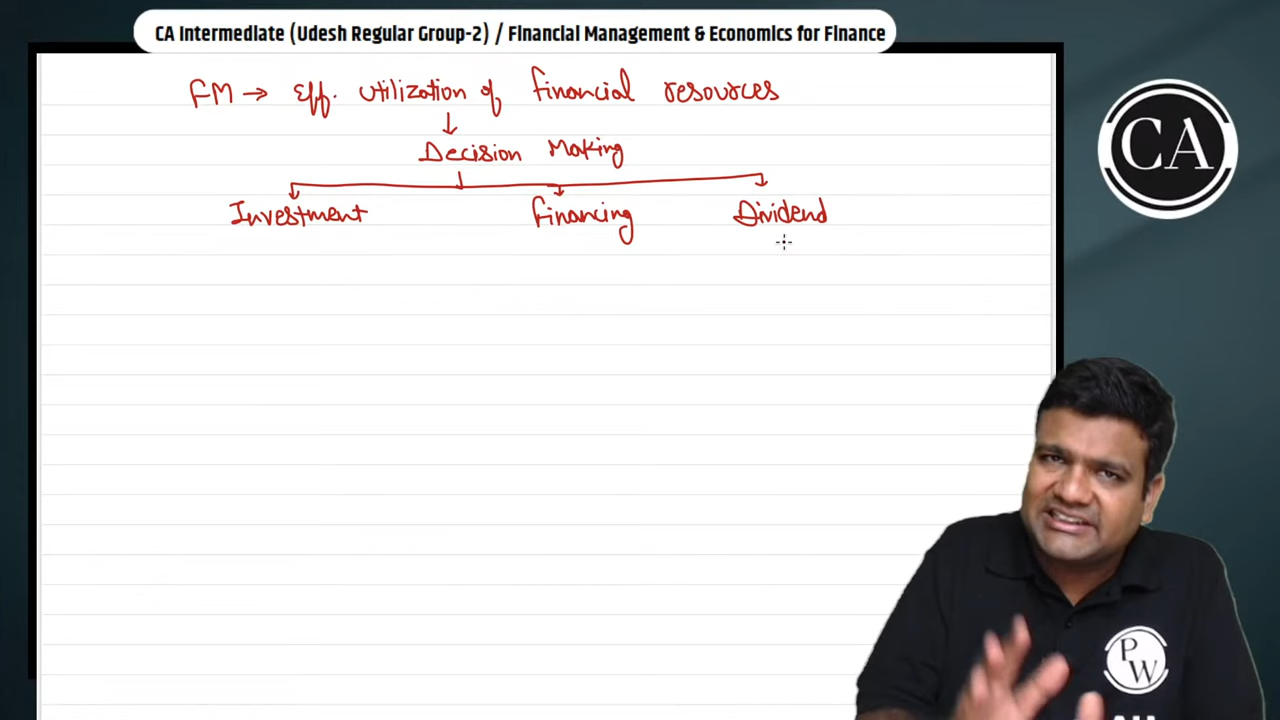 CA Intermediate (Udesh Regular Group-2) / Financial Management & Economics for Finance
CA
FM → Eff. utilization of financial resources
↓
Decision Making
Investment Financing Dividend
P
W